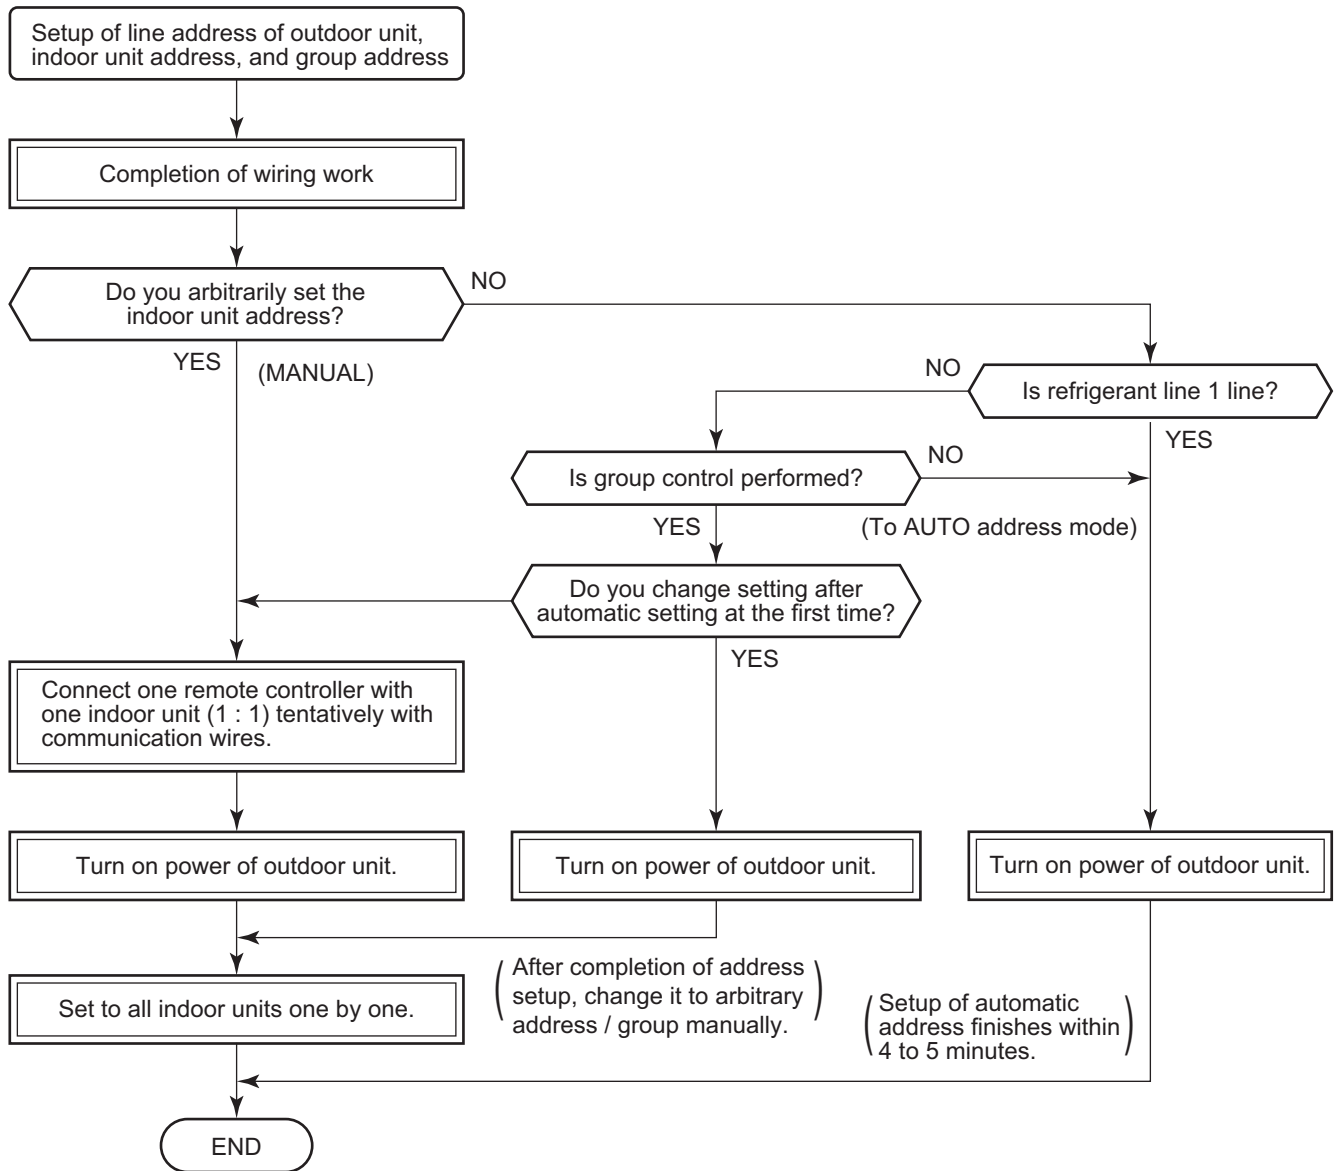 Setup of line address of outdoor unit,
indoor unit address, and group address
Completion of wiring work
Do you arbitrarily set the
indoor unit address?
NO
YES
(MANUAL)
NO
Is refrigerant line 1 line?
YES
Is group control performed?
NO
YES
(To AUTO address mode)
Do you change setting after
automatic setting at the first time?
YES
Connect one remote controller with
one indoor unit (1 : 1) tentatively with
communication wires.
Turn on power of outdoor unit.
Turn on power of outdoor unit.
Turn on power of outdoor unit.
(After completion of address
setup, change it to arbitrary
address / group manually.)
Set to all indoor units one by one.
(Setup of automatic
address finishes within
4 to 5 minutes.)
END